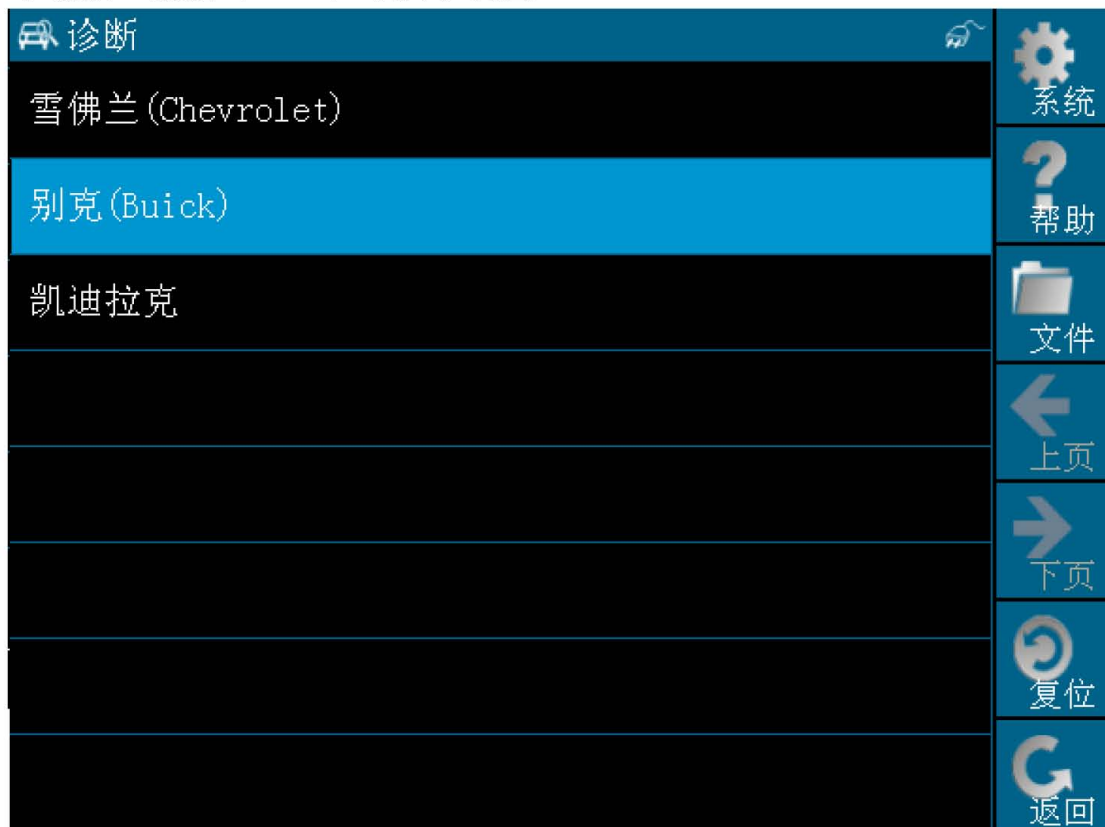 诊断
雪佛兰(Chevrolet)
别克(Buick)
凯迪拉克
系统
帮助
文件
上页
下页
复位
返回